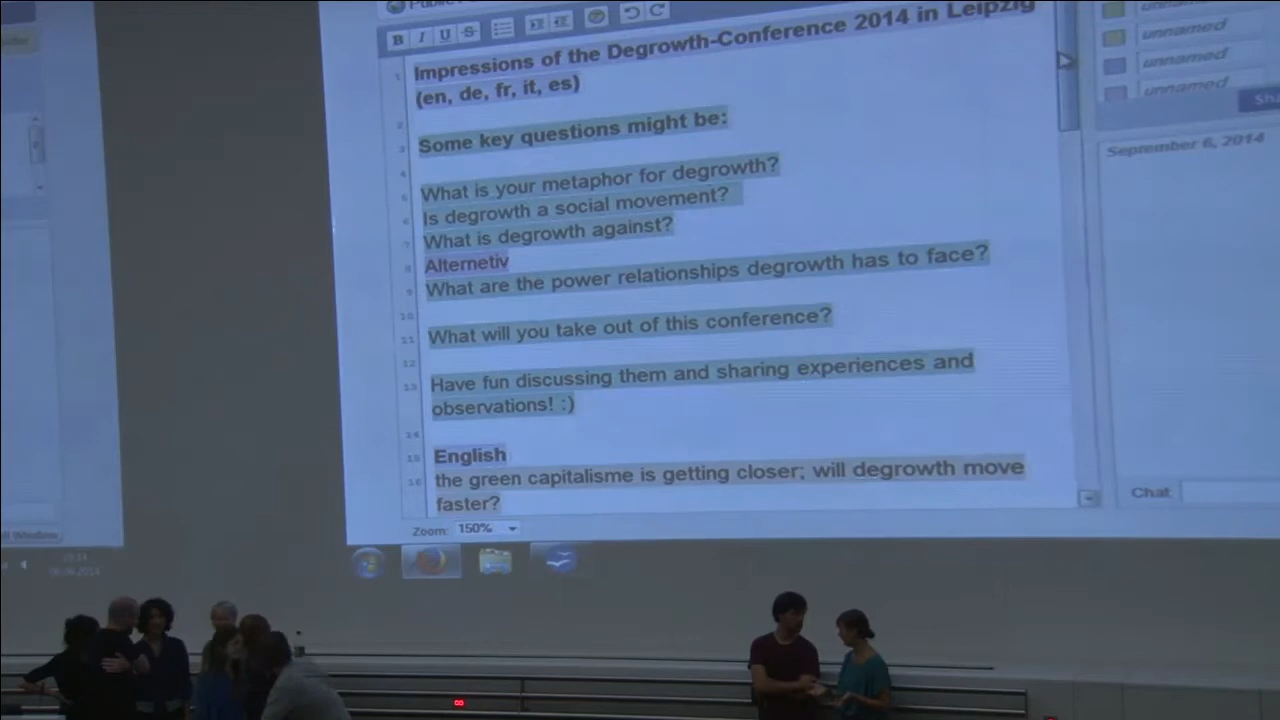 Impressions of the Degrowth-Conference 2014 in Leipzig
(en, de, fr, it, es)
Some key questions might be:
What is your metaphor for degrowth?
Is degrowth a social movement?
What is degrowth against?
Alternetiv
What are the power relationships degrowth has to face?
What will you take out of this conference?
Have fun discussing them and sharing experiences and
observations! :)
English
the green capitalisme is getting closer; will degrowth move
faster?
Zoom: 150%
unnamed
unnamed
unnamed
September 6, 2014
Chat
06.09.2014